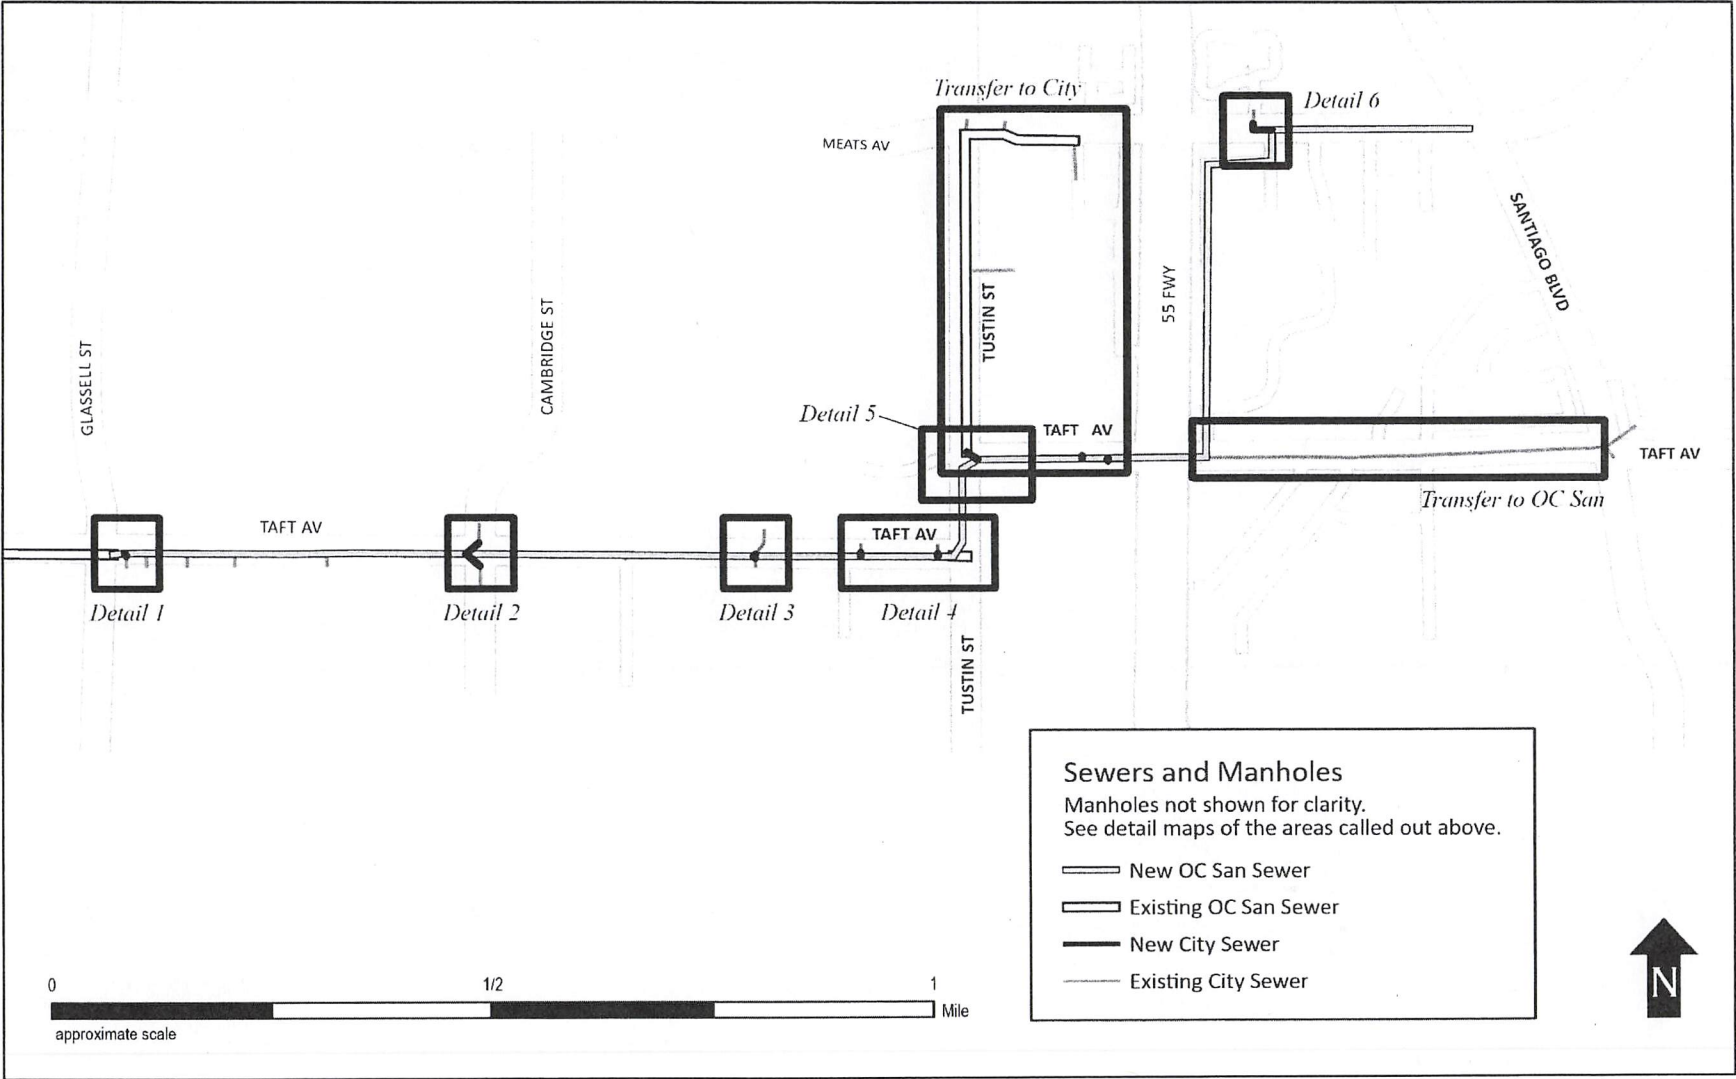 Transfer to City
Detail 6
MEATS AV
SANTIAGO BLVD
55 FWY
TUSTIN ST
CAMBRIDGE ST
GLASSELL ST
Detail 5
TAFT AV
TAFT AV
Transfer to OC San
TAFT AV
TAFT AV
Detail 1
Detail 2
Detail 3
Detail 4
TUSTIN ST
Sewers and Manholes
Manholes not shown for clarity.
See detail maps of the areas called out above.
New OC San Sewer
Existing OC San Sewer
New City Sewer
Existing City Sewer
N
0 1/2 1
Mile
approximate scale